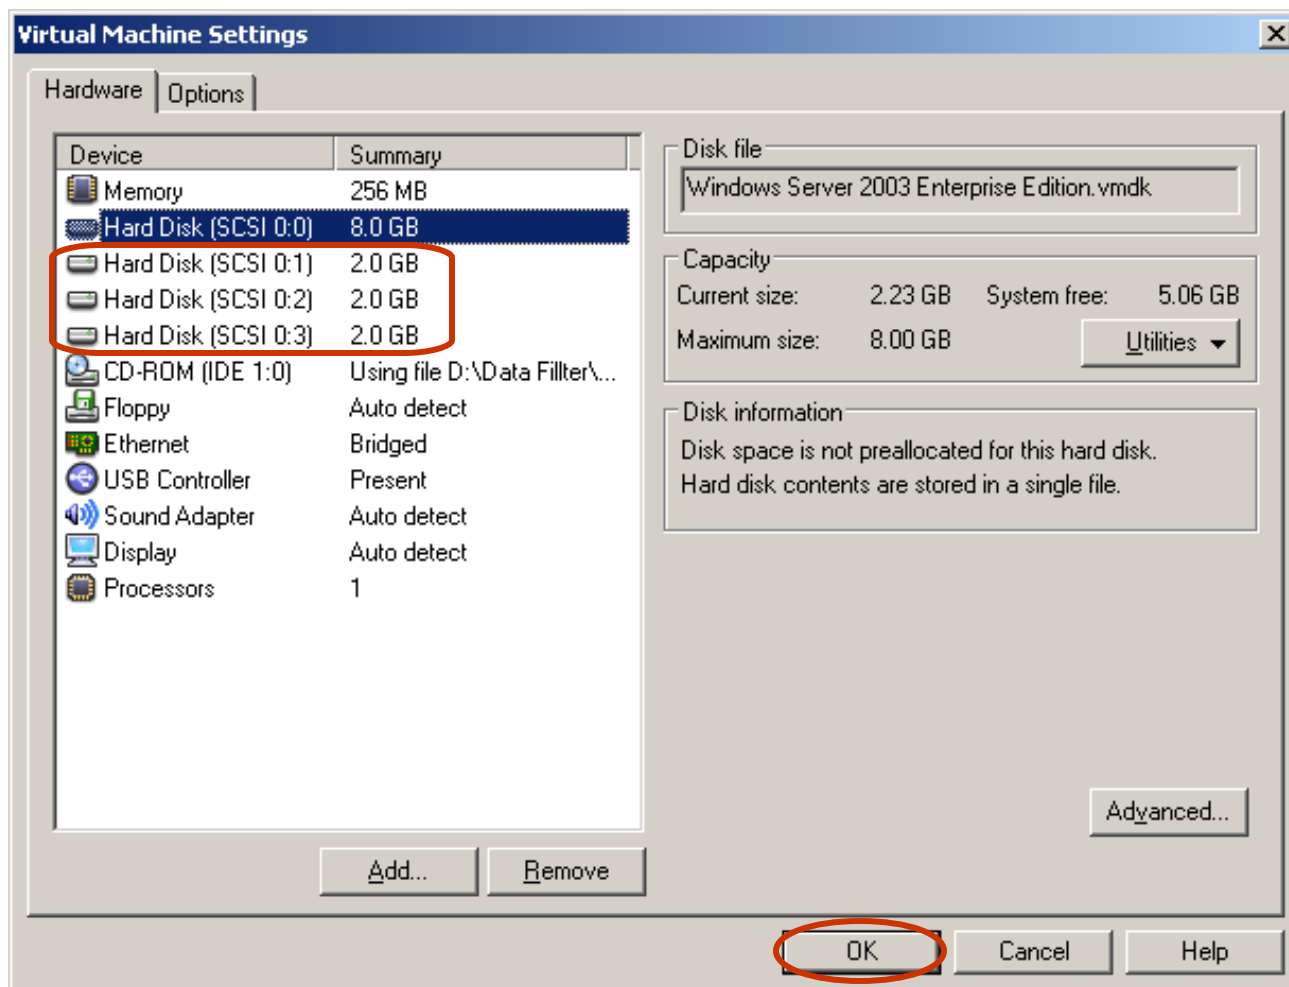 Virtual Machine Settings
Hardware
Options
Device Summary
Memory 256 MB
Hard Disk (SCSI 0:0) 8.0 GB
Hard Disk (SCSI 0:1) 2.0 GB
Hard Disk (SCSI 0:2) 2.0 GB
Hard Disk (SCSI 0:3) 2.0 GB
CD-ROM (IDE 1:0) Using file D:\Data Fillter\...
Floppy Auto detect
Ethernet Bridged
USB Controller Present
Sound Adapter Auto detect
Display Auto detect
Processors 1
Add...
Remove
Disk file
Windows Server 2003 Enterprise Edition.vmdk
Capacity
Current size: 2.23 GB System free: 5.06 GB
Maximum size: 8.00 GB
Utilities
Disk information
Disk space is not preallocated for this hard disk.
Hard disk contents are stored in a single file.
Advanced...
OK
Cancel
Help